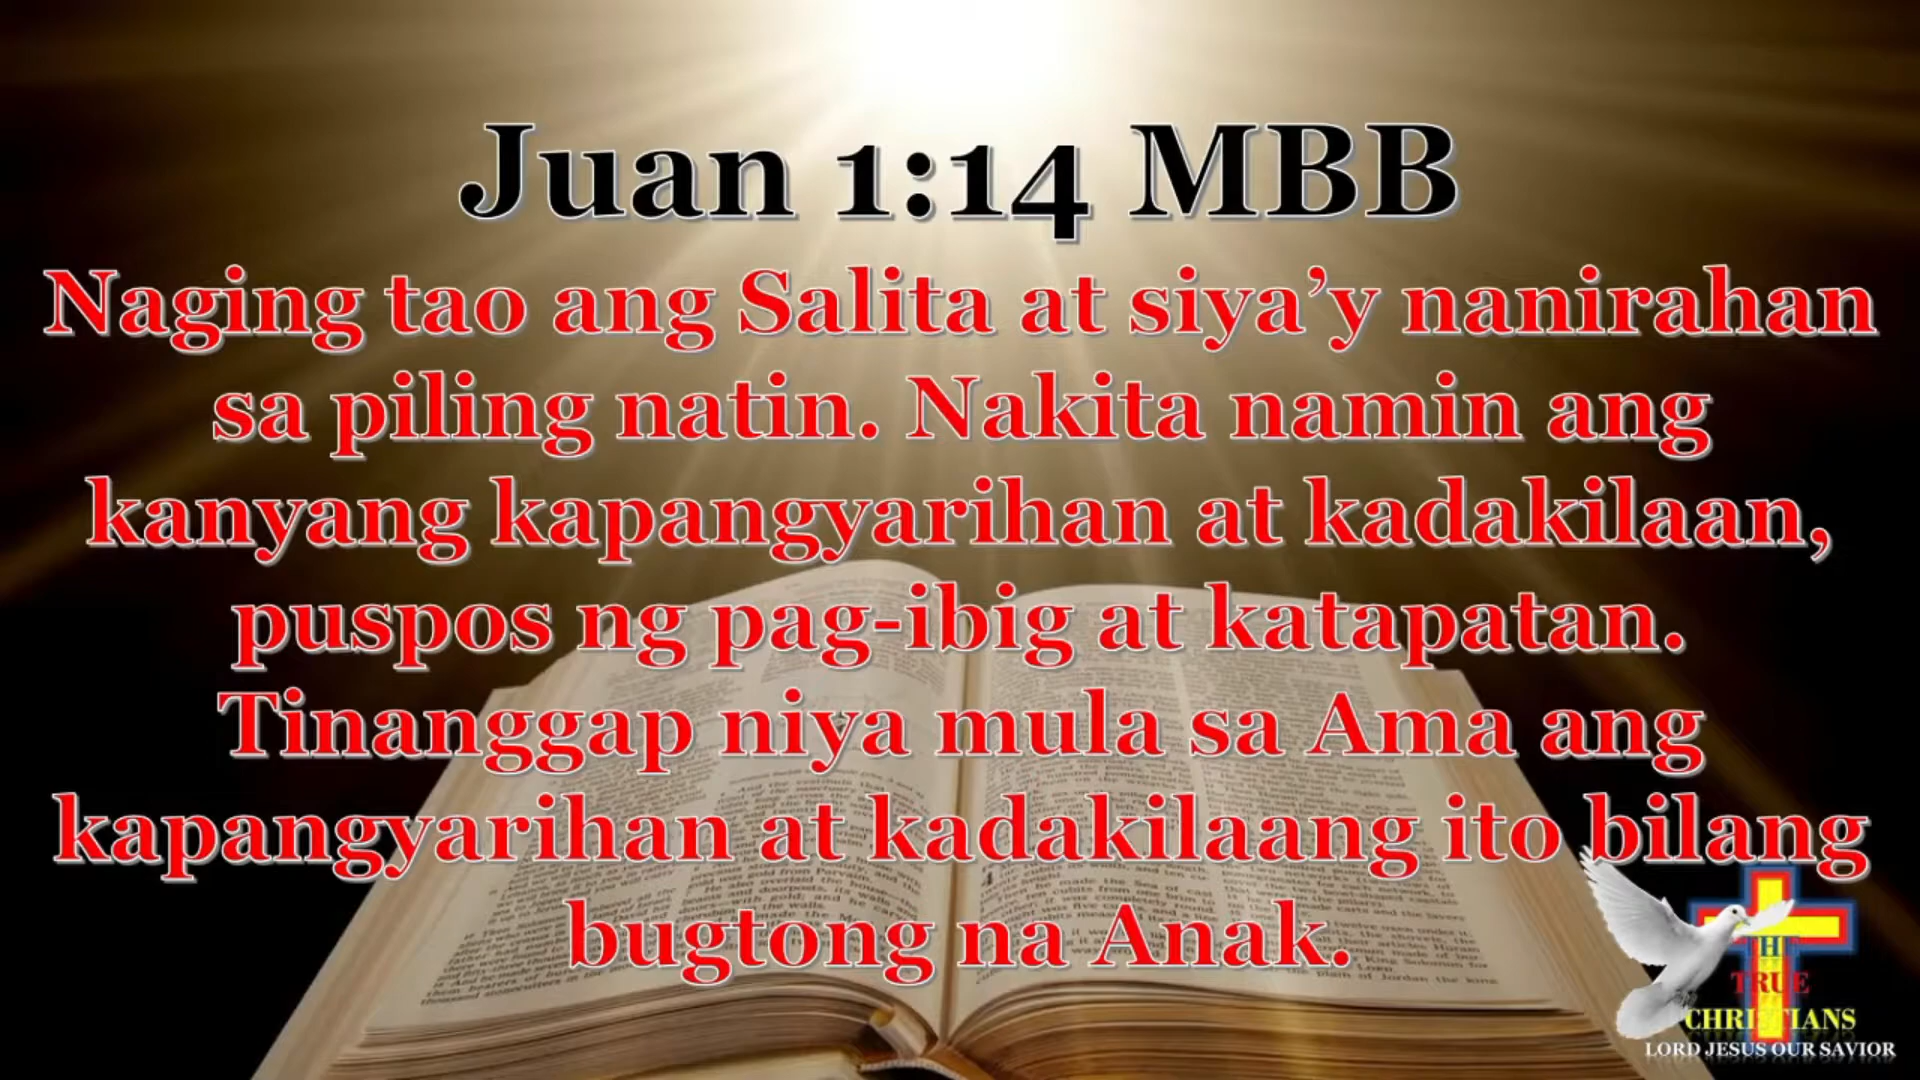 Juan 1:14 MBB
Naging tao ang Salita at siya’y nanirahan
sa piling natin. Nakita namin ang
kanyang kapangyarihan at kadakilaan,
puspos ng pag-ibig at katapatan.
Tinanggap niya mula sa Ama ang
kapangyarihan at kadakilaang ito bilang
bugtong na Anak.
THE
TRUE
CHRISTIANS
LORD JESUS OUR SAVIOR